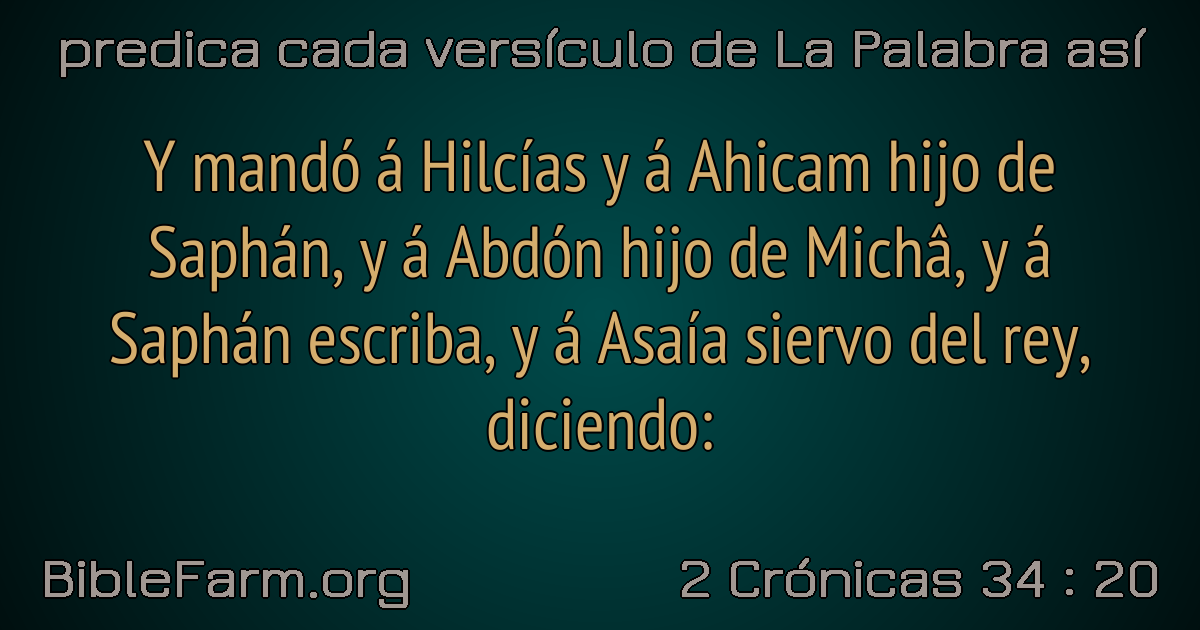 predica cada versículo de La Palabra así
Y mandó á Hilcías y á Ahicam hijo de
Saphán, y á Abdón hijo de Michâ, y á
Saphán escriba, y á Asaía siervo del rey,
diciendo:
BibleFarm.org
2 Crónicas 34 : 20